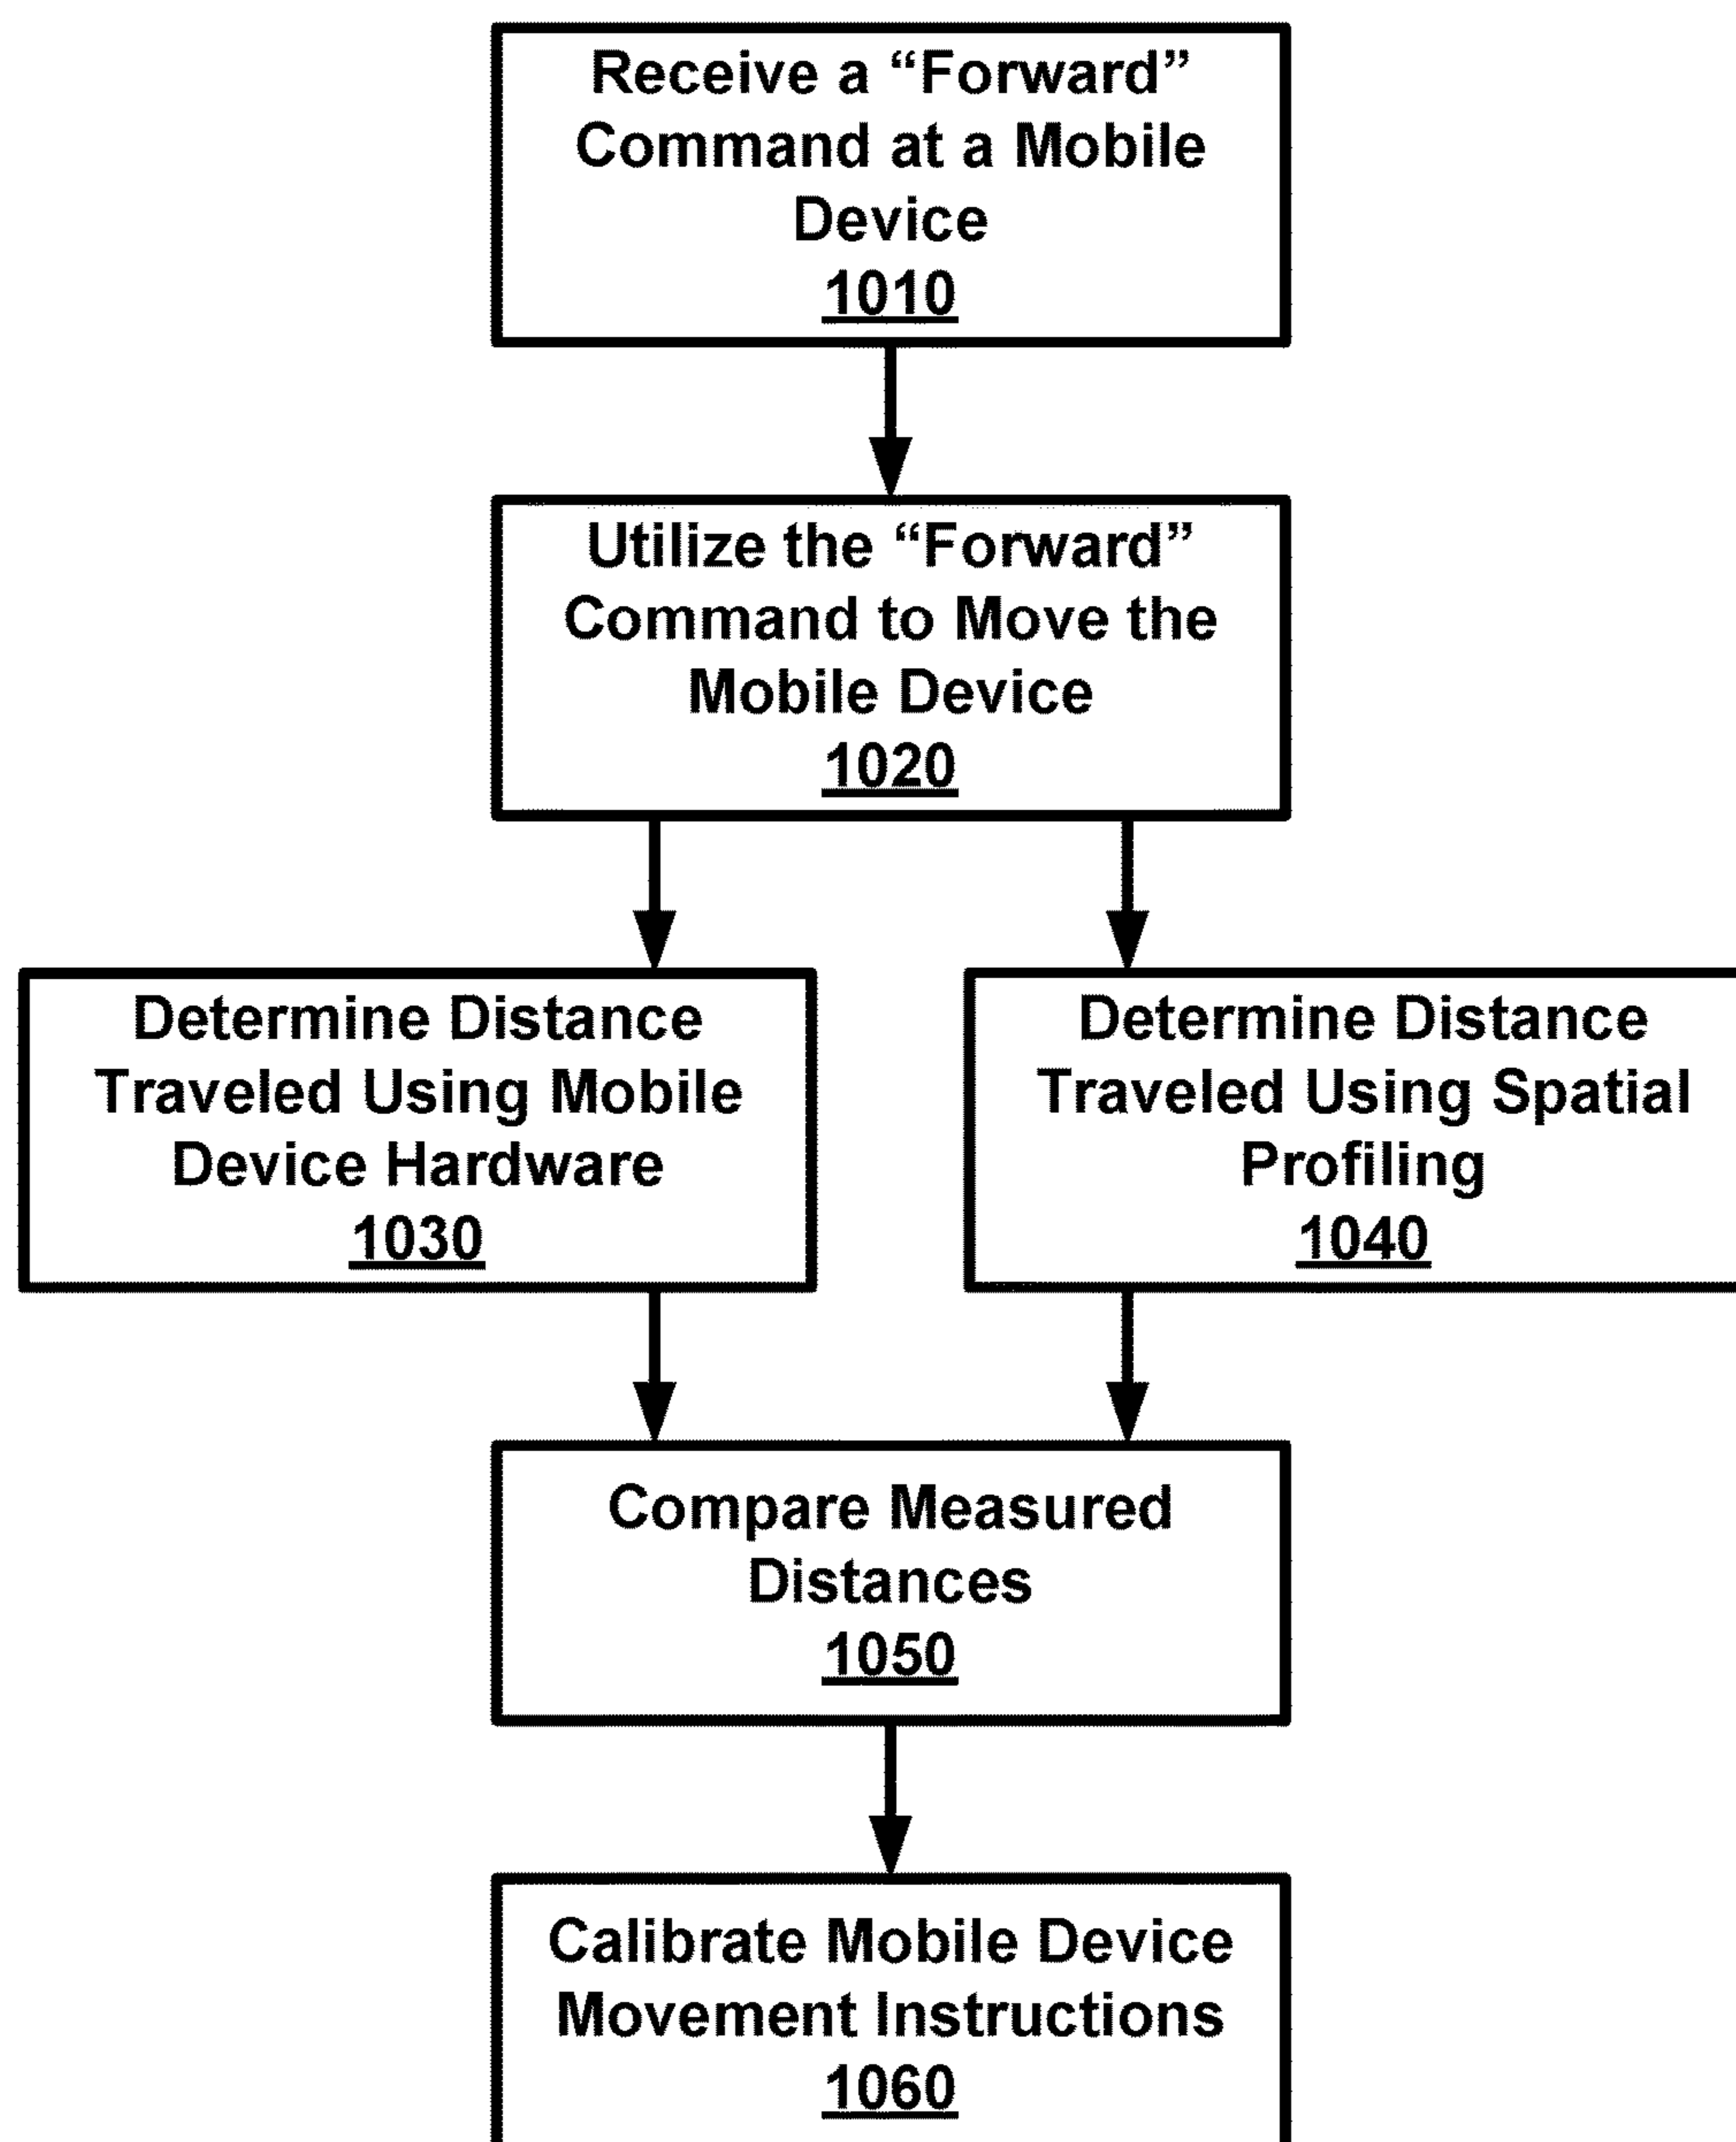 Receive a “Forward”
Command at a Mobile
Device
1010
Utilize the “Forward”
Command to Move the
Mobile Device
1020
Determine Distance
Traveled Using Mobile
Device Hardware
1030
Determine Distance
Traveled Using Spatial
Profiling
1040
Compare Measured
Distances
1050
Calibrate Mobile Device
Movement Instructions
1060